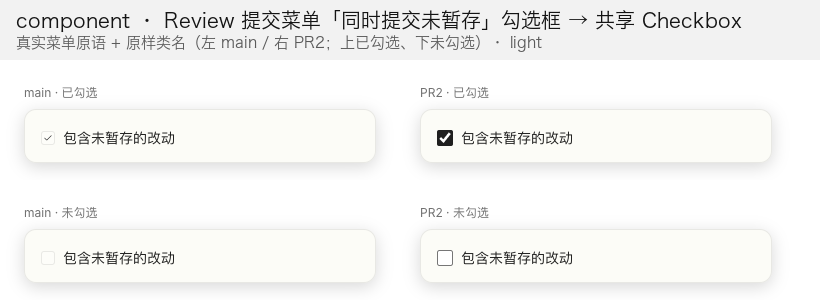 component · Review 提交菜单「同时提交未暂存」勾选框 → 共享 Checkbox
真实菜单原语 + 原样类名（左 main / 右 PR2；上已勾选、下未勾选） · light
main · 已勾选
PR2 · 已勾选
包含未暂存的改动
包含未暂存的改动
main · 未勾选
PR2 · 未勾选
包含未暂存的改动
包含未暂存的改动